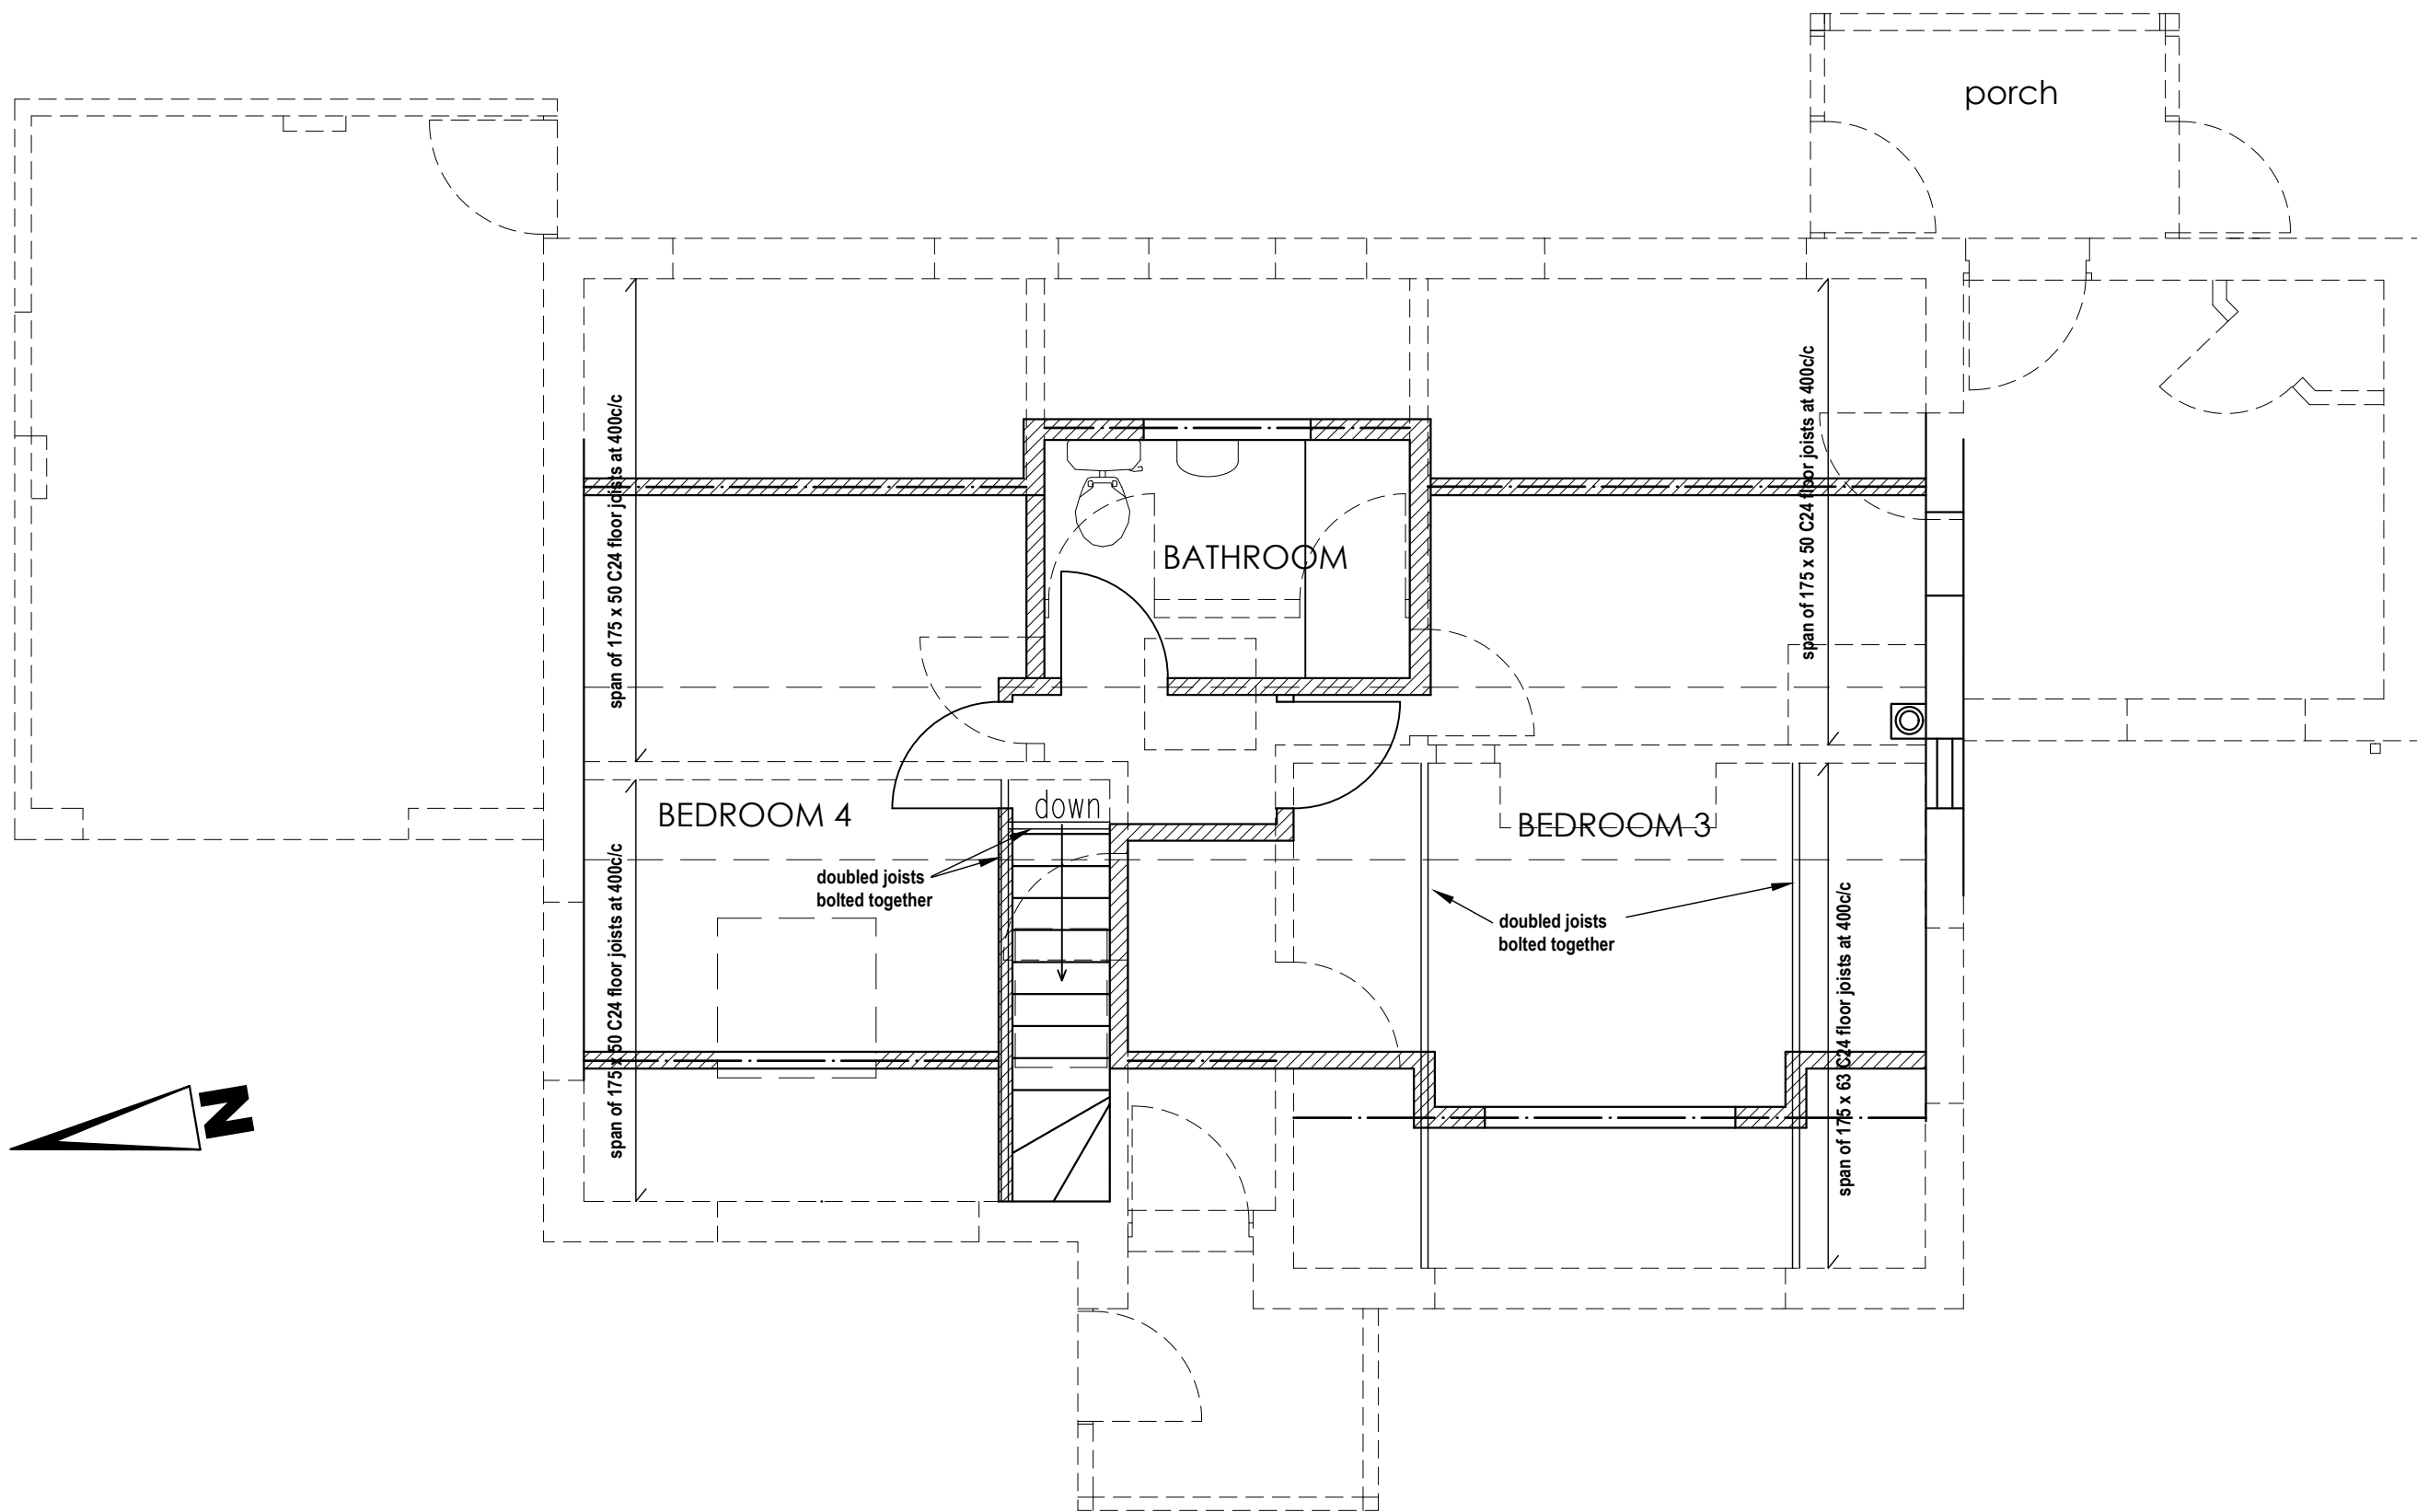 porch
span of 175 x 50 C24 floor joists at 400c/c
span of 175 x 50 C24 floor joists at 400c/c
BATHROOM
BEDROOM 4
down
BEDROOM 3
doubled joists
bolted together
doubled joists
bolted together
span of 175 x 50 C24 floor joists at 400c/c
span of 175 x 63 C24 floor joists at 400c/c
N